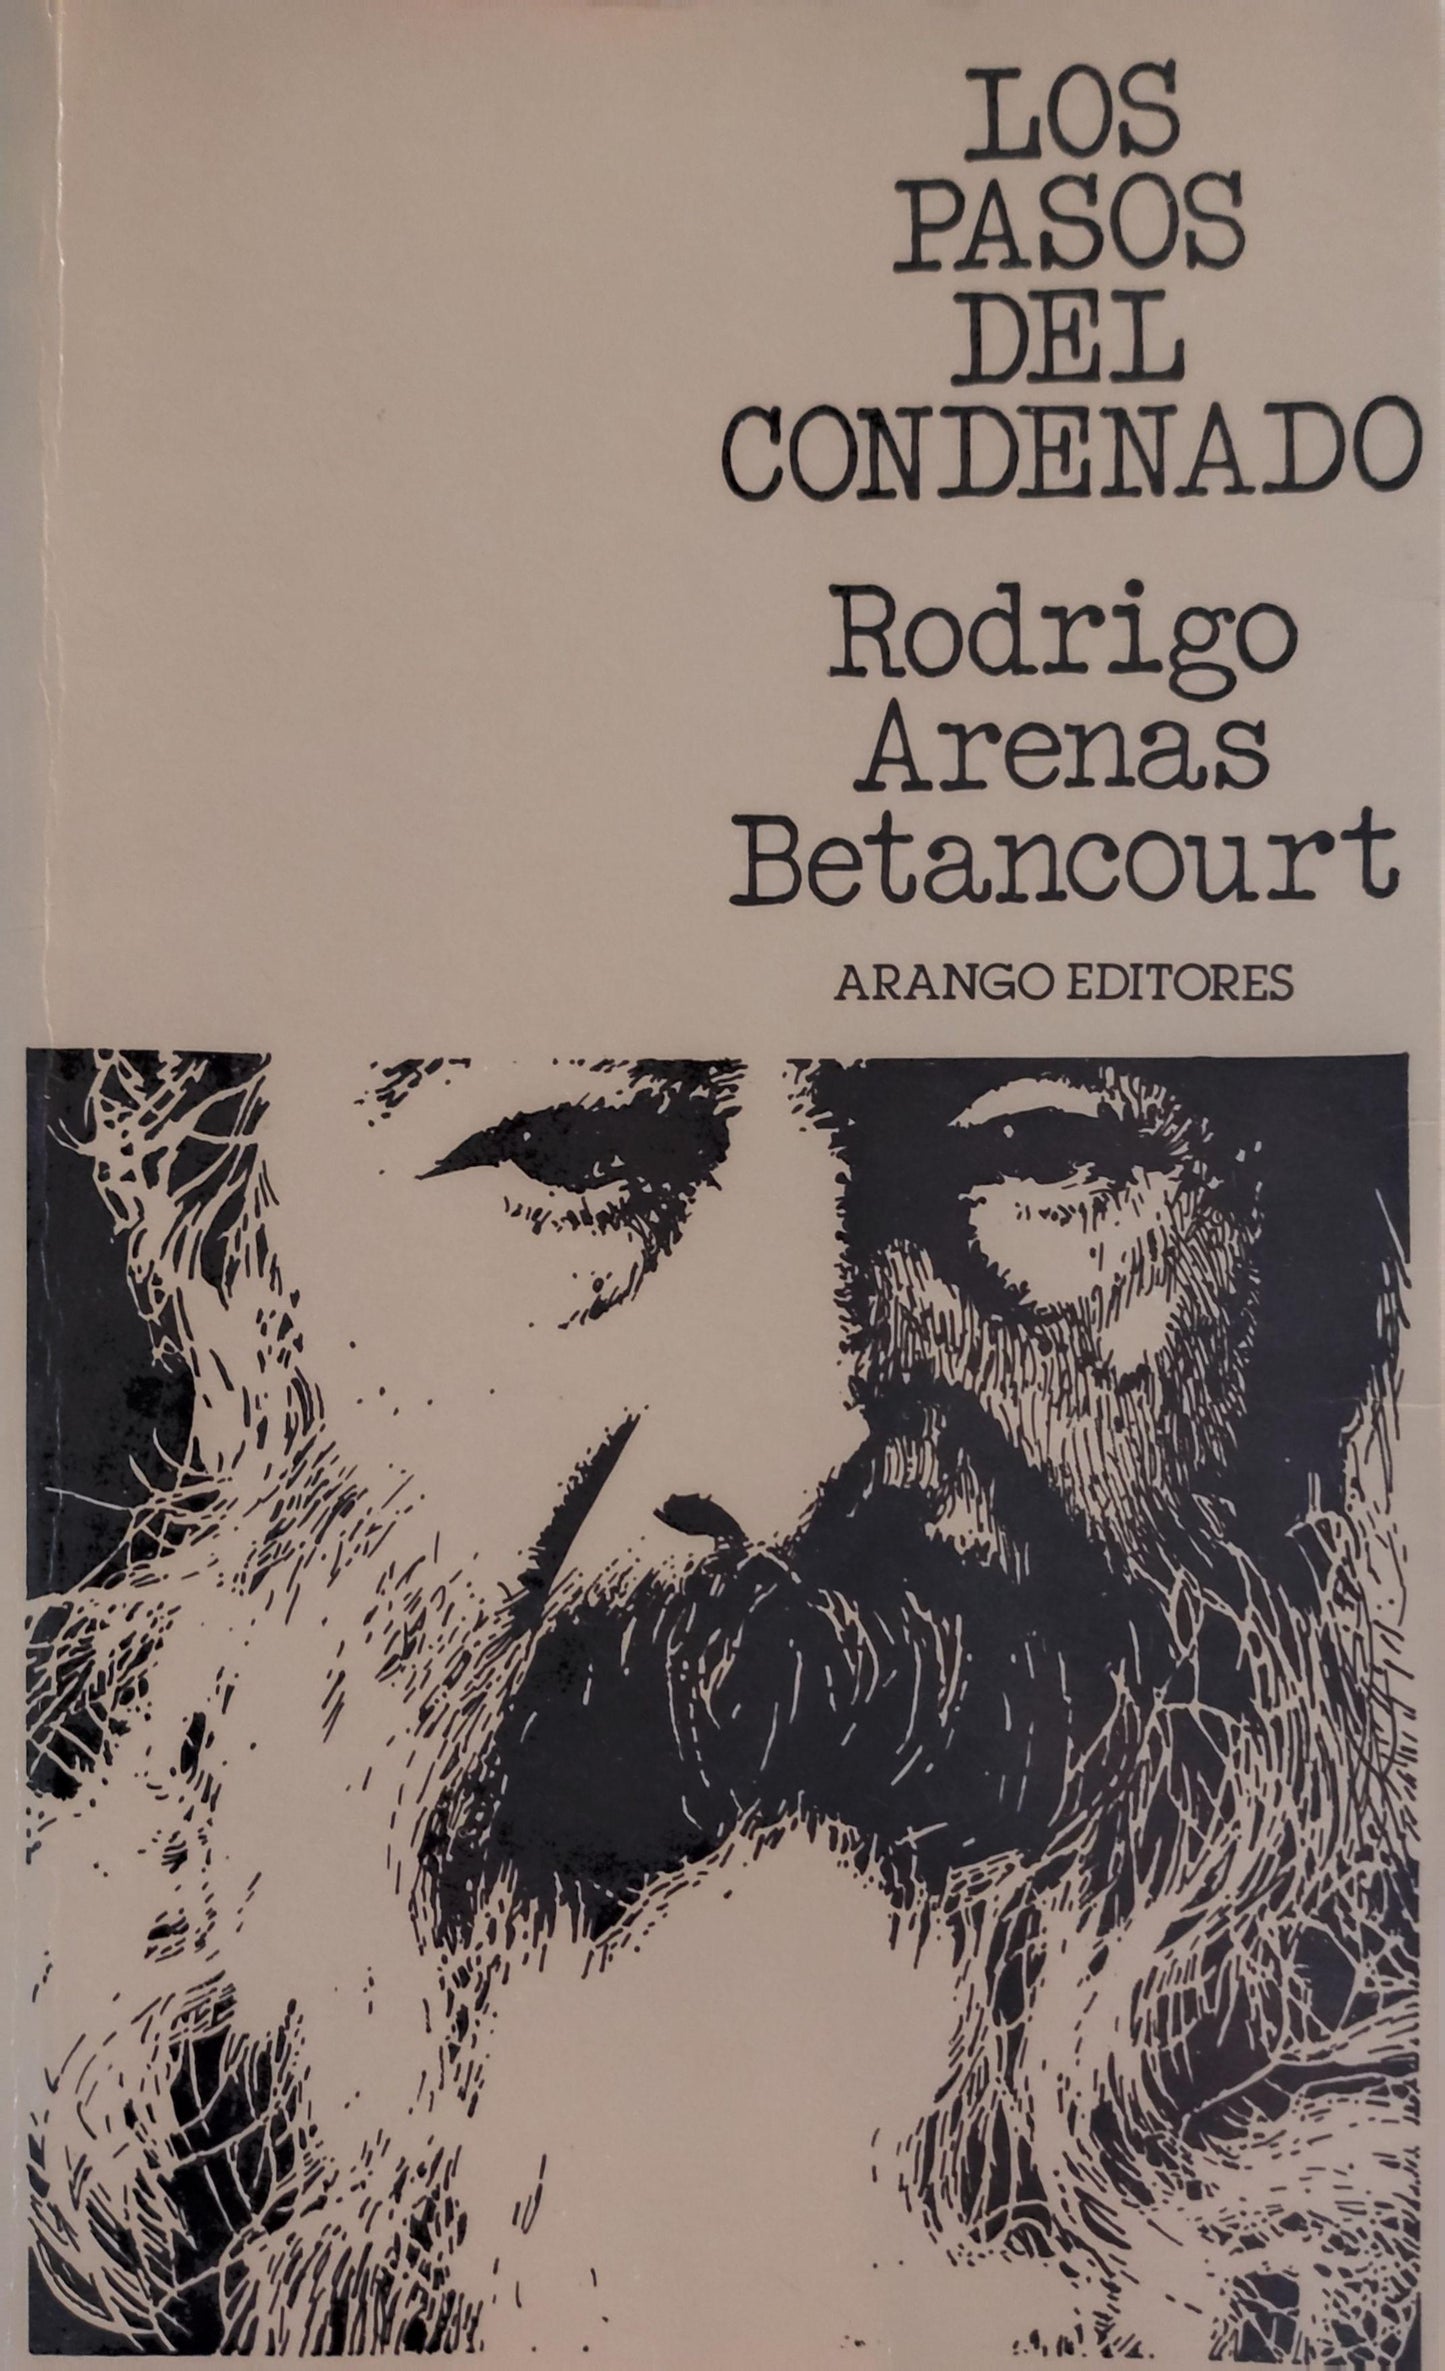 LOS
PASOS
DEL
CONDENADO
Rodrigo
Arenas
Betancourt
ARANGO EDITORES